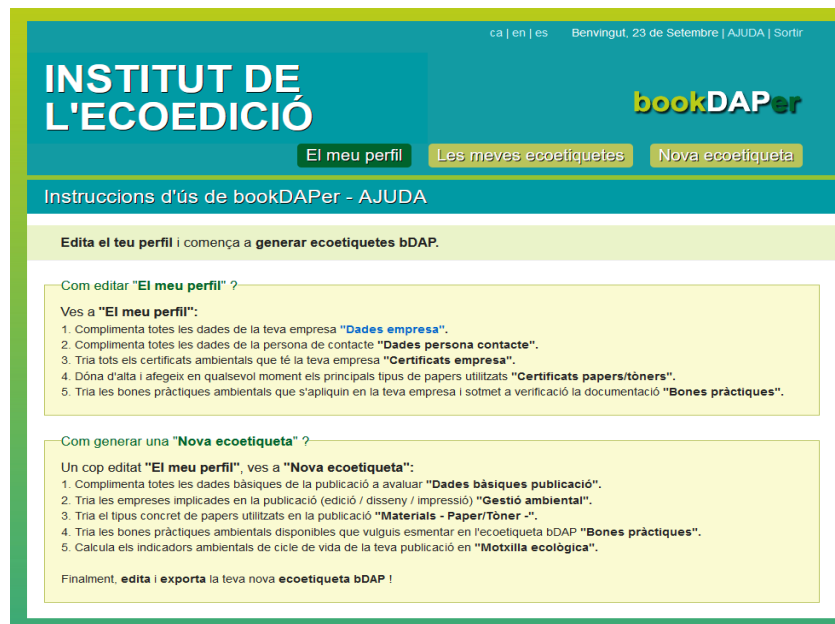 ca | en | es Benvingut, 23 de Setembre | AJUDA | Sortir
INSTITUT DE
L'ECOEDICIÓ
bookDAPer
El meu perfil Les meves ecoetiquetes Nova ecoetiqueta
Instruccions d'ús de bookDAPer - AJUDA
Edita el teu perfil i comença a generar ecoetiquetes bDAP.
Com editar "El meu perfil" ?
Ves a "El meu perfil":
1. Complimenta totes les dades de la teva empresa "Dades empresa".
2. Complimenta totes les dades de la persona de contacte "Dades persona contacte".
3. Tria tots els certificats ambientals que té la teva empresa "Certificats empresa".
4. Dóna d'alta i afegeix en qualsevol moment els principals tipus de papers utilitzats "Certificats papers/tòners".
5. Tria les bones pràctiques ambientals que s'apliquin en la teva empresa i sotmet a verificació la documentació "Bones pràctiques".
Com generar una "Nova ecoetiqueta" ?
Un cop editat "El meu perfil", ves a "Nova ecoetiqueta":
1. Complimenta totes les dades bàsiques de la publicació a avaluar "Dades bàsiques publicació".
2. Tria les empreses implicades en la publicació (edició / disseny / impressió) "Gestió ambiental".
3. Tria el tipus concret de papers utilitzats en la publicació "Materials - Paper/Tòner -".
4. Tria les bones pràctiques ambientals disponibles que vulguis esmentar en l'ecoetiqueta bDAP "Bones pràctiques".
5. Calcula els indicadors ambientals de cicle de vida de la teva publicació en "Motxilla ecològica".
Finalment, edita i exporta la teva nova ecoetiqueta bDAP !